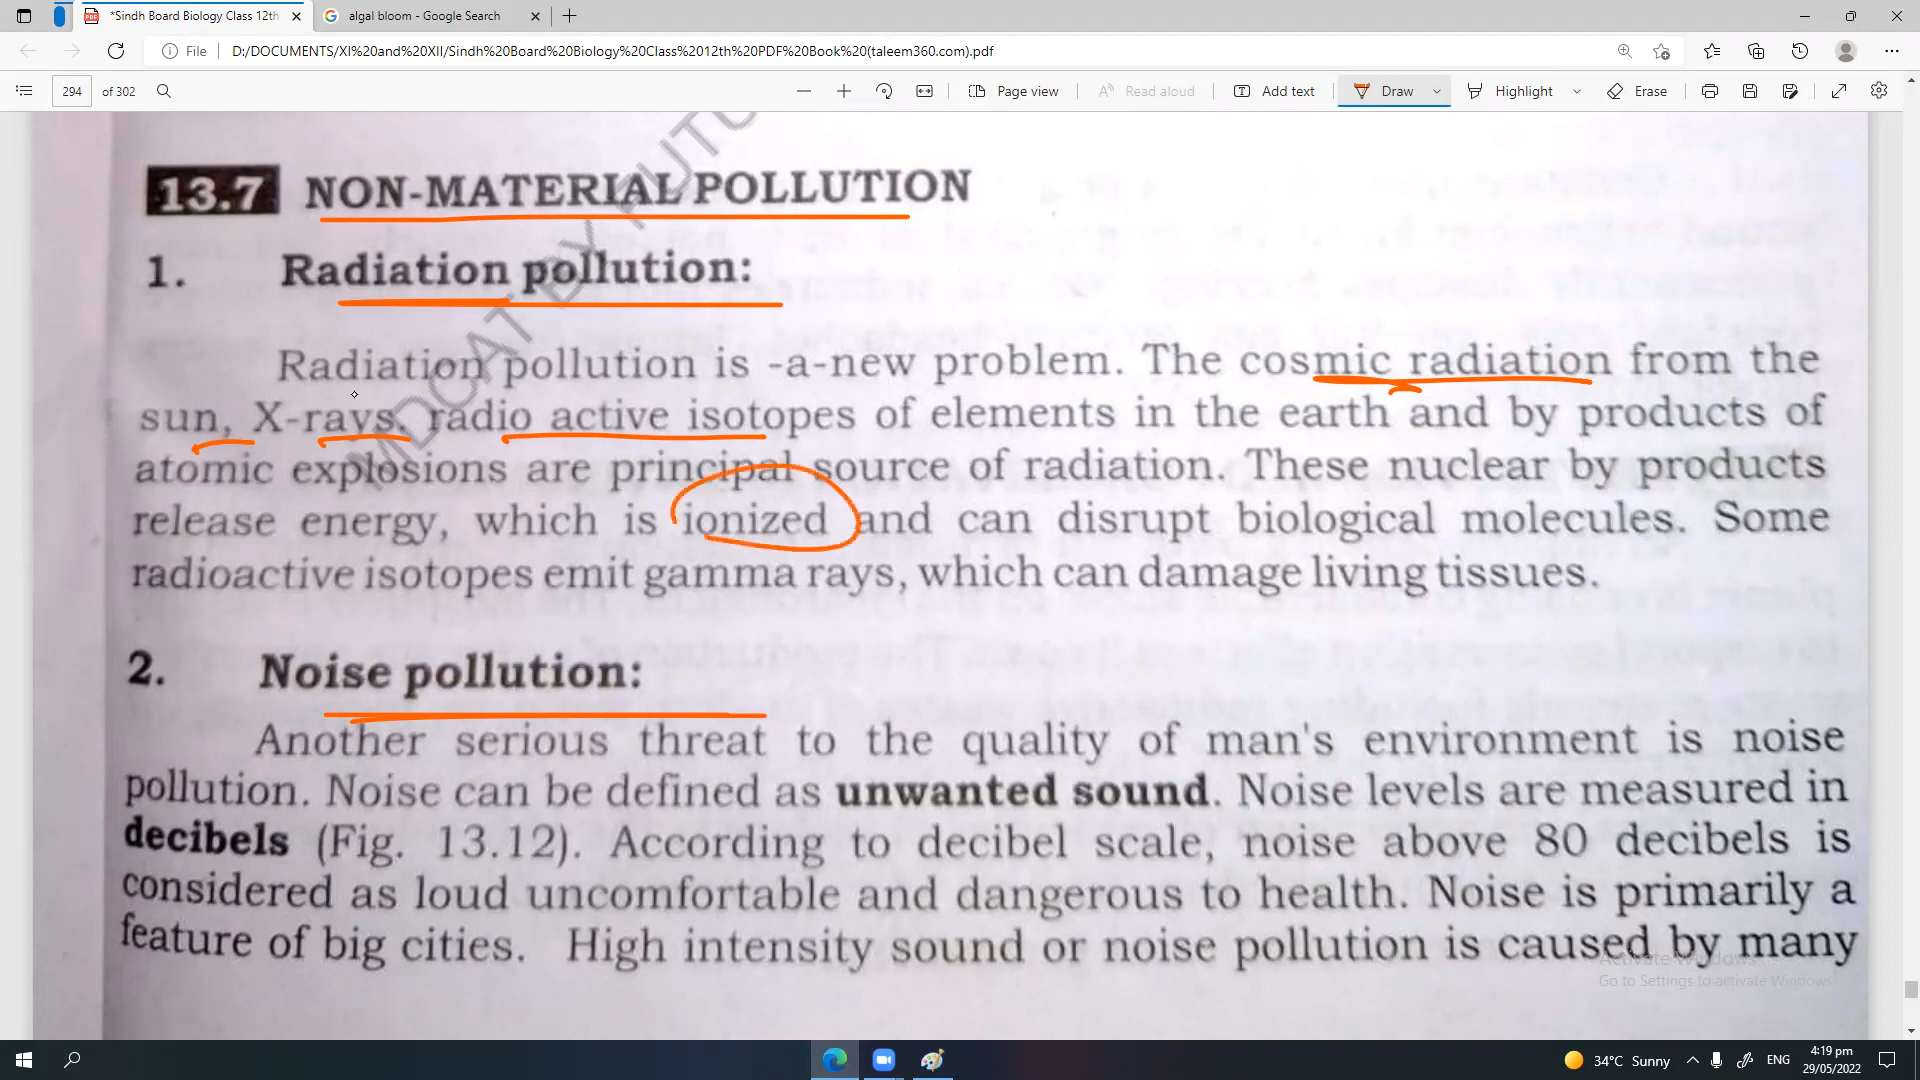 *Sindh Board Biology Class 12th
algal bloom - Google Search
File D:/DOCUMENTS/XI%20and%20XII/Sindh%20Board%20Biology%20Class%2012th%20PDF%20Book%20(taleem360.com).pdf
294 of 302 Page view Read aloud Add text Draw Highlight Erase
13.7 NON-MATERIAL POLLUTION
1. Radiation pollution:
Radiation pollution is -a-new problem. The cosmic radiation from the
sun, X-rays. radio active isotopes of elements in the earth and by products of
atomic explosions are principal source of radiation. These nuclear by products
release energy, which is ionized and can disrupt biological molecules. Some
radioactive isotopes emit gamma rays, which can damage living tissues.
2. Noise pollution:
Another serious threat to the quality of man's environment is noise
pollution. Noise can be defined as unwanted sound. Noise levels are measured in
decibels (Fig. 13.12). According to decibel scale, noise above 80 decibels is
considered as loud uncomfortable and dangerous to health. Noise is primarily a
feature of big cities. High intensity sound or noise pollution is caused by many
MDCAT BY FUTU
Activate Windows
Go to Settings to activate Windows.
34°C Sunny ENG 4:19 pm
29/05/2022